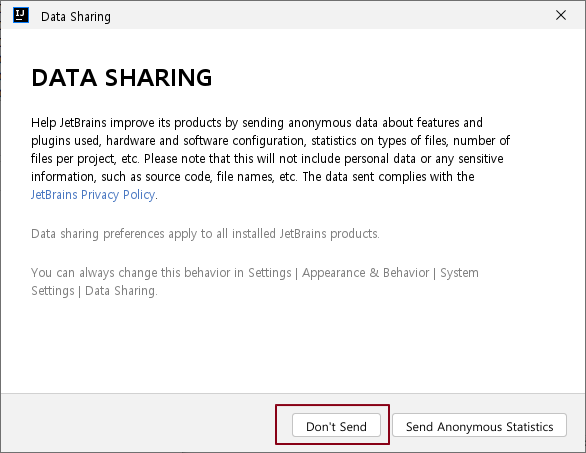 IJ
Data Sharing
DATA SHARING
Help JetBrains improve its products by sending anonymous data about features and
plugins used, hardware and software configuration, statistics on types of files, number of
files per project, etc. Please note that this will not include personal data or any sensitive
information, such as source code, file names, etc. The data sent complies with the
JetBrains Privacy Policy.
Data sharing preferences apply to all installed JetBrains products.
You can always change this behavior in Settings | Appearance & Behavior | System
Settings | Data Sharing.
Don't Send
Send Anonymous Statistics